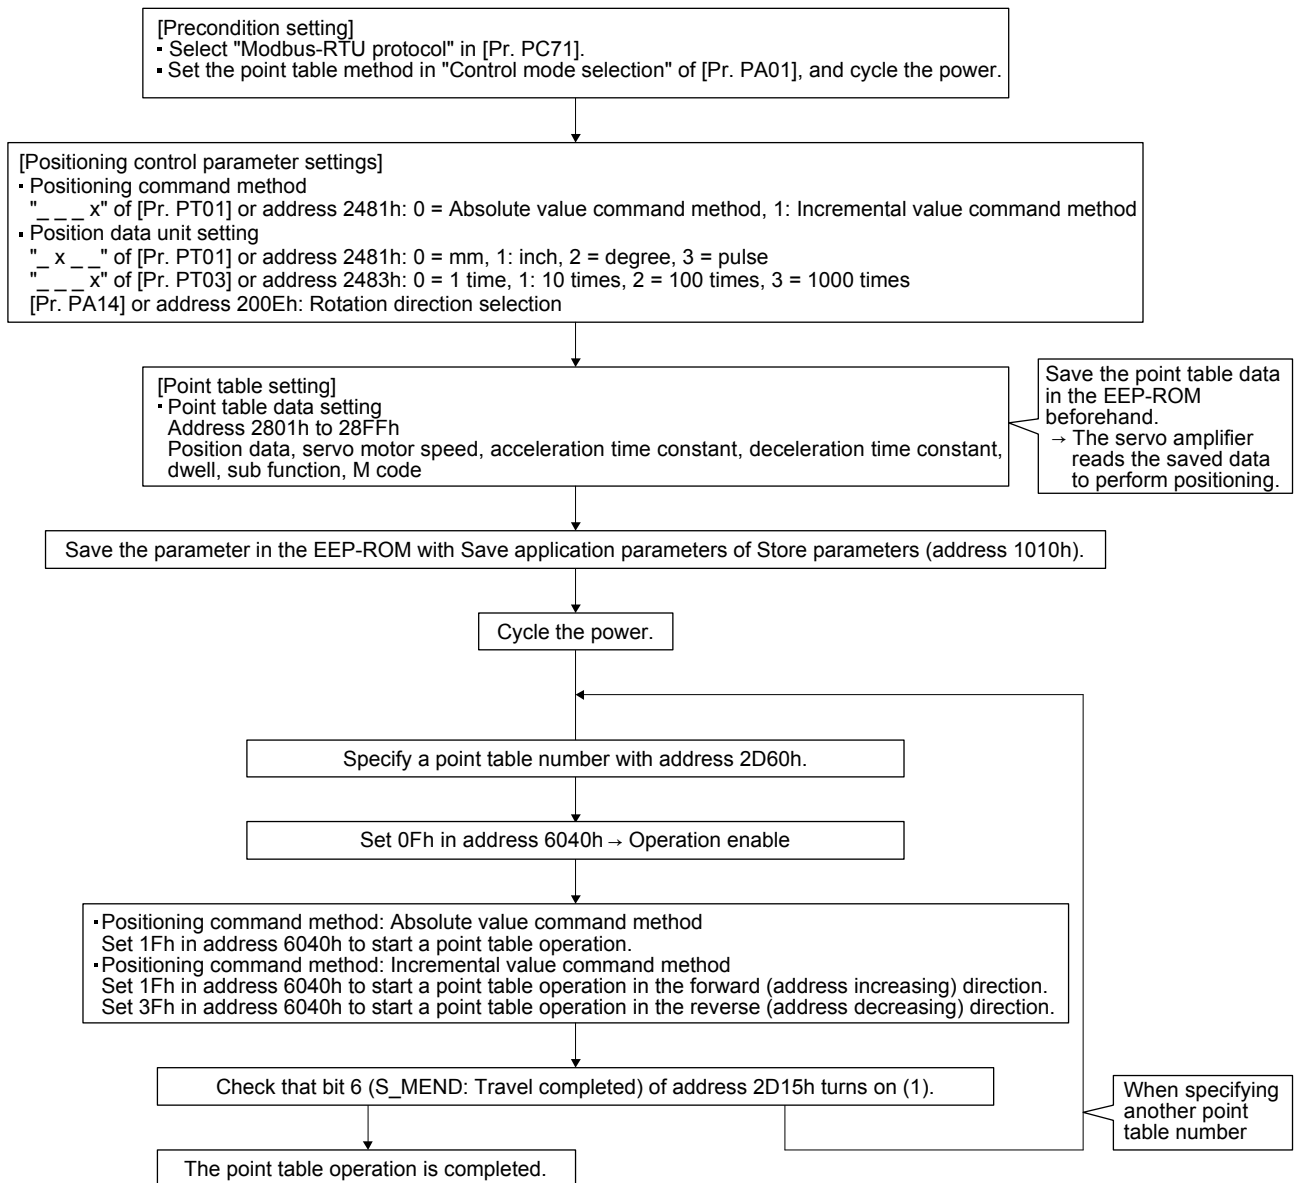 [Precondition setting]
▪ Select "Modbus-RTU protocol" in [Pr. PC71].
▪ Set the point table method in "Control mode selection" of [Pr. PA01], and cycle the power.
[Positioning control parameter settings]
▪ Positioning command method
"_ _ _ x" of [Pr. PT01] or address 2481h: 0 = Absolute value command method, 1: Incremental value command method
▪ Position data unit setting
"_ x _ _" of [Pr. PT01] or address 2481h: 0 = mm, 1: inch, 2 = degree, 3 = pulse
"_ _ _ x" of [Pr. PT03] or address 2483h: 0 = 1 time, 1: 10 times, 2 = 100 times, 3 = 1000 times
[Pr. PA14] or address 200Eh: Rotation direction selection
[Point table setting]
▪ Point table data setting
Address 2801h to 28FFh
Position data, servo motor speed, acceleration time constant, deceleration time constant,
dwell, sub function, M code
Save the point table data
in the EEP-ROM
beforehand.
→ The servo amplifier
reads the saved data
to perform positioning.
Save the parameter in the EEP-ROM with Save application parameters of Store parameters (address 1010h).
Cycle the power.
Specify a point table number with address 2D60h.
Set 0Fh in address 6040h → Operation enable
▪ Positioning command method: Absolute value command method
Set 1Fh in address 6040h to start a point table operation.
▪ Positioning command method: Incremental value command method
Set 1Fh in address 6040h to start a point table operation in the forward (address increasing) direction.
Set 3Fh in address 6040h to start a point table operation in the reverse (address decreasing) direction.
Check that bit 6 (S_MEND: Travel completed) of address 2D15h turns on (1).
When specifying
another point
table number
The point table operation is completed.